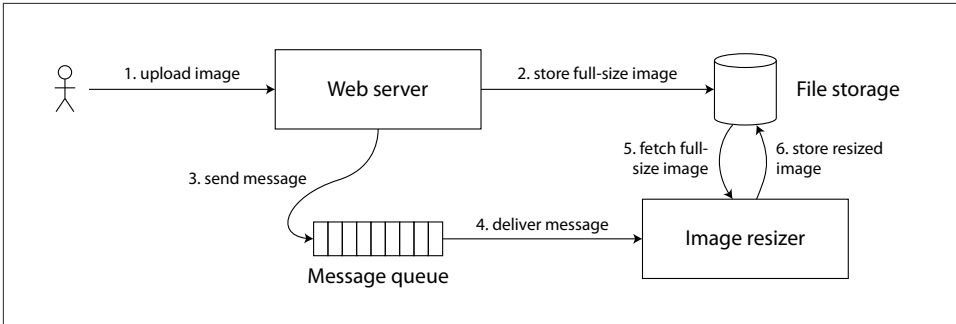 1. upload image
Web server
2. store full-size image
File storage
3. send message
5. fetch full-
size image
6. store resized
image
4. deliver message
Message queue
Image resizer